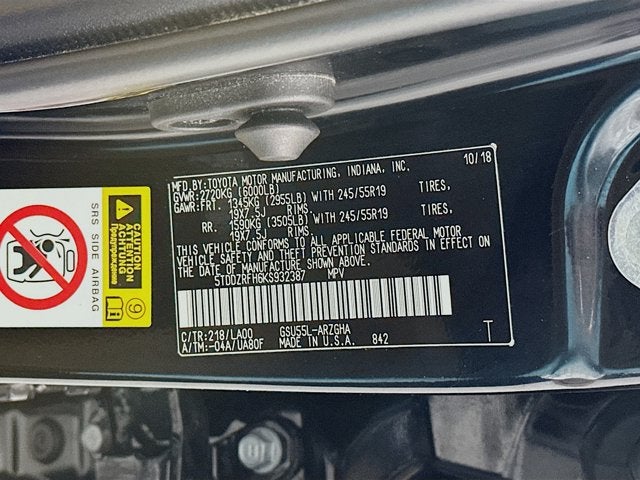 MFD.BY:TOYOTA MOTOR MANUFACTURING, INDIANA, INC. 10/18
GVWR:2720KG (6000LB)
GAWR:FRT. 1345KG (2955LB) WITH 245/55R19 TIRES,
19X7.5J RIMS
RR. 1590KG (3505LB) WITH 245/55R19 TIRES,
19X7.5J RIMS.
THIS VEHICLE CONFORMS TO ALL APPLICABLE FEDERAL MOTOR
VEHICLE SAFETY AND THEFT PREVENTION STANDARDS IN EFFECT ON
THE DATE OF MANUFACTURE SHOWN ABOVE.
5TDDZRFH6KS932387 MPV
C/TR:218/LA00 GSU55L-ARZGHA
A/TM:-04A/UA80F MADE IN U.S.A. 842 T
SRS SIDE AIRBAG
CAUTION
ATTENTION
ACHTUNG
Предупреждение
9